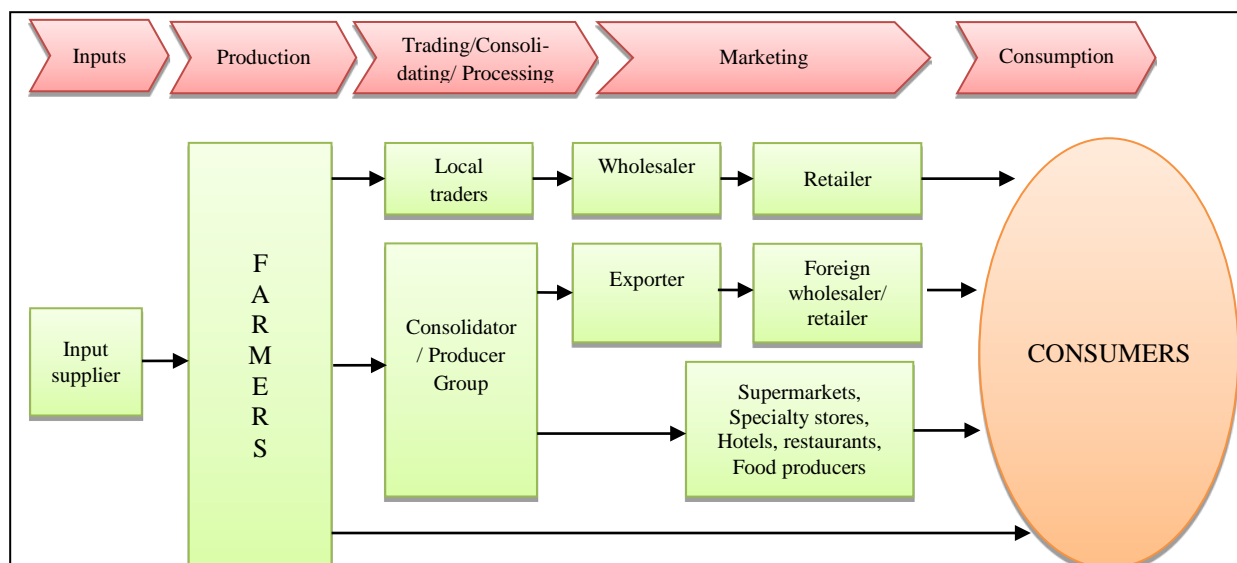 Inputs
Production
Trading/Consoli-
dating/ Processing
Marketing
Consumption
Local
traders
Wholesaler
Retailer
F
A
R
M
E
R
S
Input
supplier
Consolidator
/ Producer
Group
Exporter
Foreign
wholesaler/
retailer
Supermarkets,
Specialty stores,
Hotels, restaurants,
Food producers
CONSUMERS